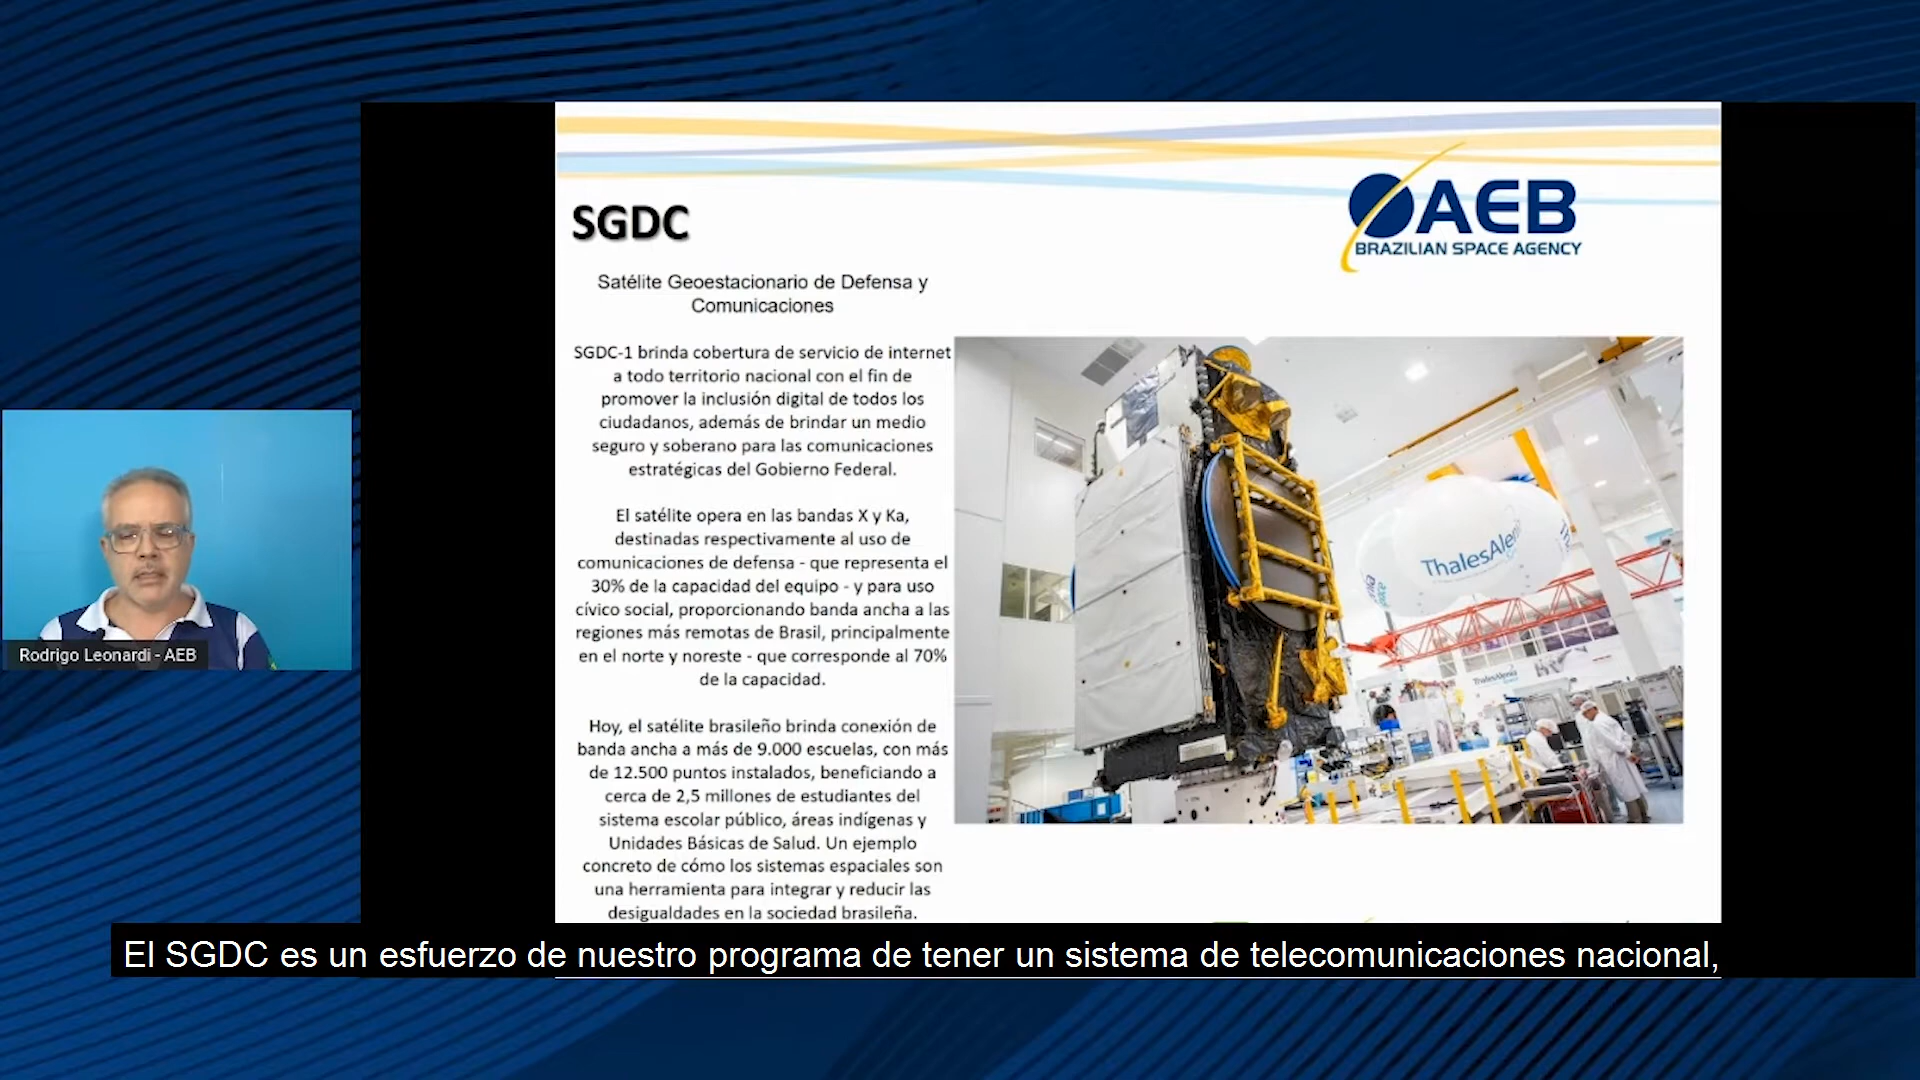 SGDC
AEB
BRAZILIAN SPACE AGENCY
Satélite Geoestacionario de Defensa y
Comunicaciones
SGDC-1 brinda cobertura de servicio de internet
a todo territorio nacional con el fin de
promover la inclusión digital de todos los
ciudadanos, además de brindar un medio
seguro y soberano para las comunicaciones
estratégicas del Gobierno Federal.
El satélite opera en las bandas X y Ka,
destinadas respectivamente al uso de
comunicaciones de defensa - que representa el
30% de la capacidad del equipo - y para uso
cívico social, proporcionando banda ancha a las
regiones más remotas de Brasil, principalmente
en el norte y noreste - que corresponde al 70%
de la capacidad.
Hoy, el satélite brasileño brinda conexión de
banda ancha a más de 9.000 escuelas, con más
de 12.500 puntos instalados, beneficiando a
cerca de 2,5 millones de estudiantes del
sistema escolar público, áreas indígenas y
Unidades Básicas de Salud. Un ejemplo
concreto de cómo los sistemas espaciales son
una herramienta para integrar y reducir las
desigualdades en la sociedad brasileña.
ThalesAlenia
ThalesAlenia
Rodrigo Leonardi - AEB
El SGDC es un esfuerzo de nuestro programa de tener un sistema de telecomunicaciones nacional,